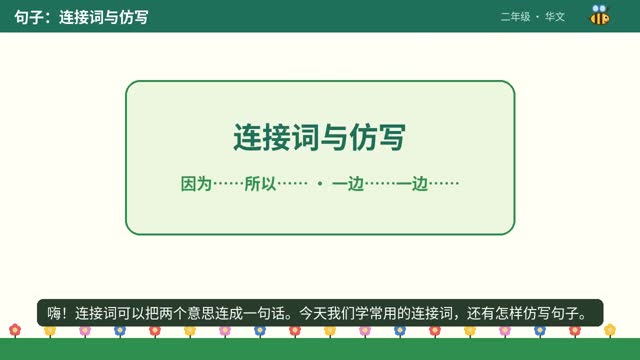 句子：连接词与仿写
二年级 · 华文
连接词与仿写
因为……所以…… · 一边……一边……
嗨！连接词可以把两个意思连成一句话。今天我们学常用的连接词，还有怎样仿写句子。